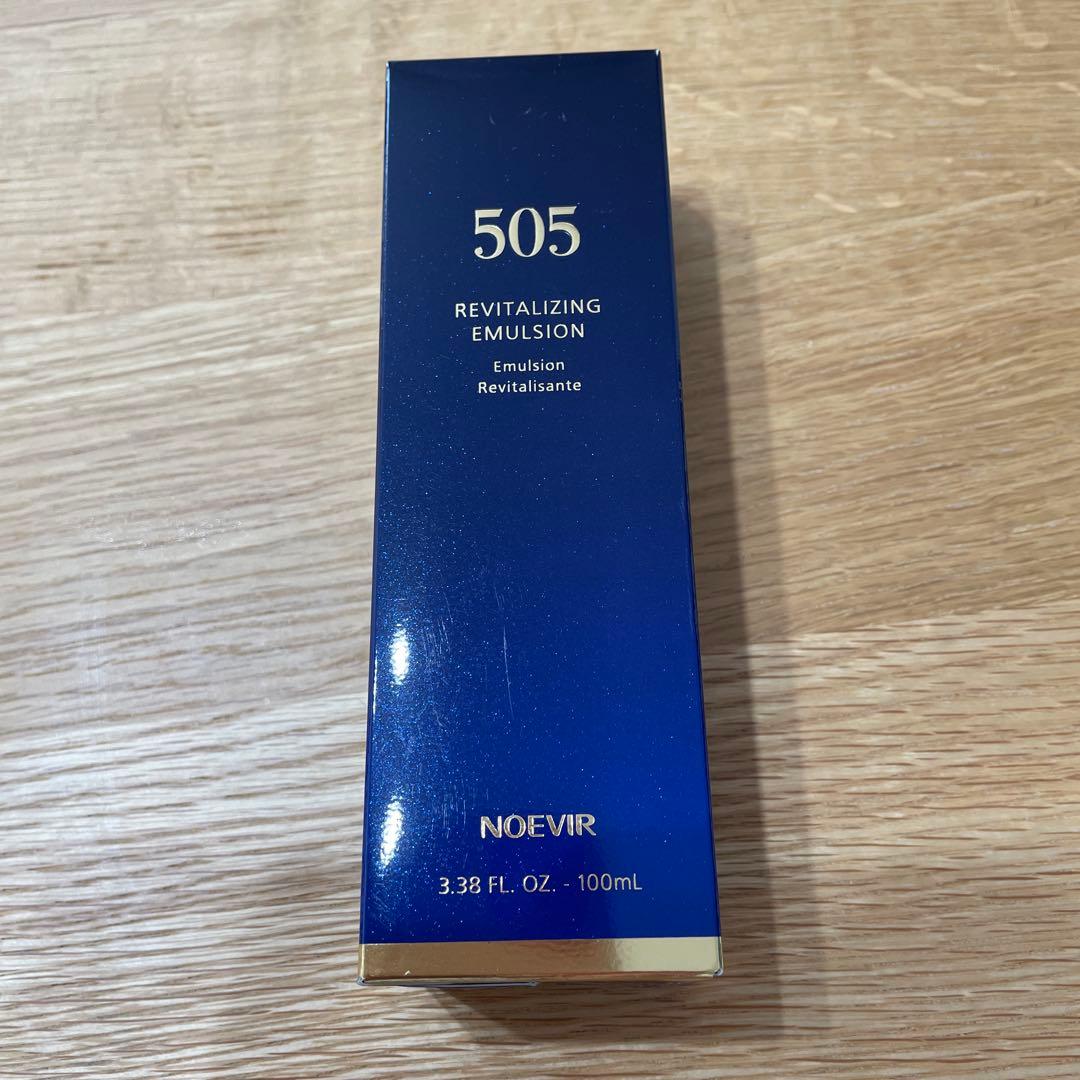 505
REVITALIZING
EMULSION
Emulsion
Revitalisante
NOEVIR
3.38 FL. OZ. - 100mL